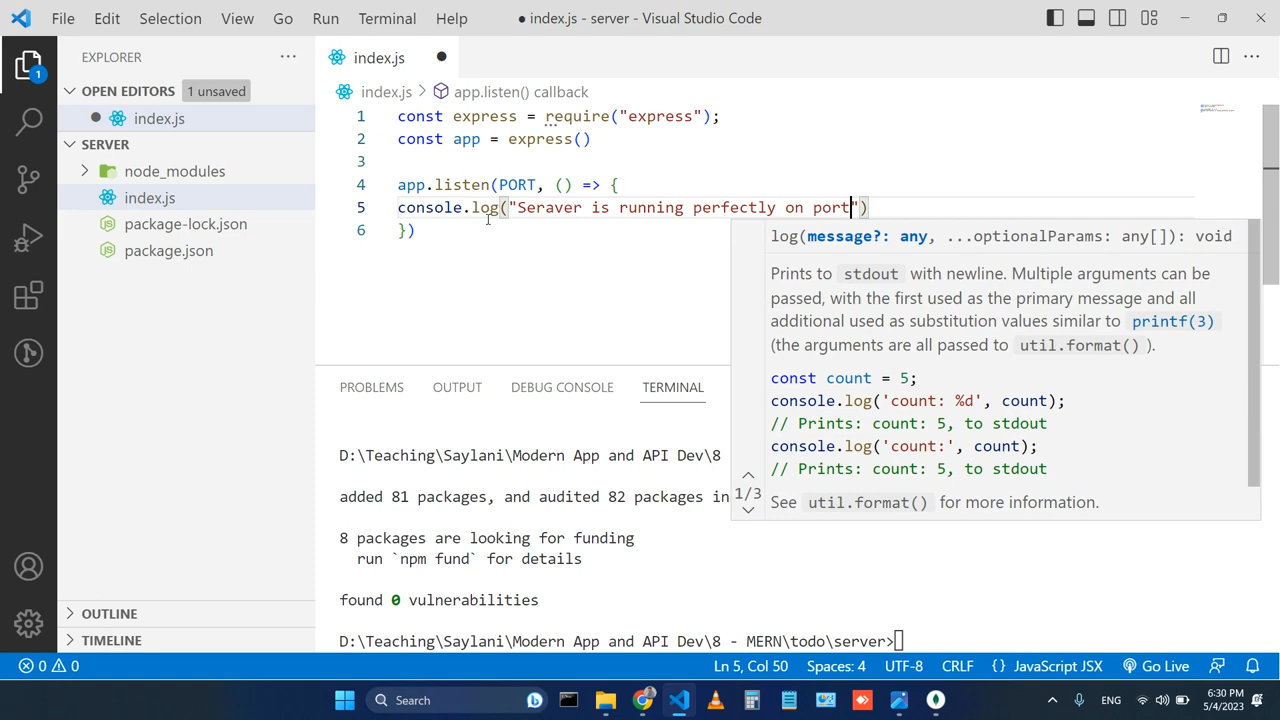 File Edit Selection View Go Run Terminal Help ● index.js - server - Visual Studio Code
EXPLORER
OPEN EDITORS 1 unsaved
index.js
SERVER
node_modules
index.js
package-lock.json
package.json
OUTLINE
TIMELINE
1
index.js
index.js > app.listen() callback
1 const express = require("express");
2 const app = express()
3
4 app.listen(PORT, () => {
5 console.log("Seraver is running perfectly on port")
6 })
log(message?: any, ...optionalParams: any[]): void
Prints to stdout with newline. Multiple arguments can be
passed, with the first used as the primary message and all
additional used as substitution values similar to printf(3)
(the arguments are all passed to util.format() ).
const count = 5;
console.log('count: %d', count);
// Prints: count: 5, to stdout
console.log('count:', count);
// Prints: count: 5, to stdout
1/3
See util.format() for more information.
PROBLEMS OUTPUT DEBUG CONSOLE TERMINAL
D:\Teaching\Saylani\Modern App and API Dev\8
added 81 packages, and audited 82 packages in
8 packages are looking for funding
run `npm fund` for details
found 0 vulnerabilities
D:\Teaching\Saylani\Modern App and API Dev\8 - MERN\todo\server>
0 0 Ln 5, Col 50 Spaces: 4 UTF-8 CRLF {} JavaScript JSX Go Live
Search ENG 6:30 PM
5/4/2023